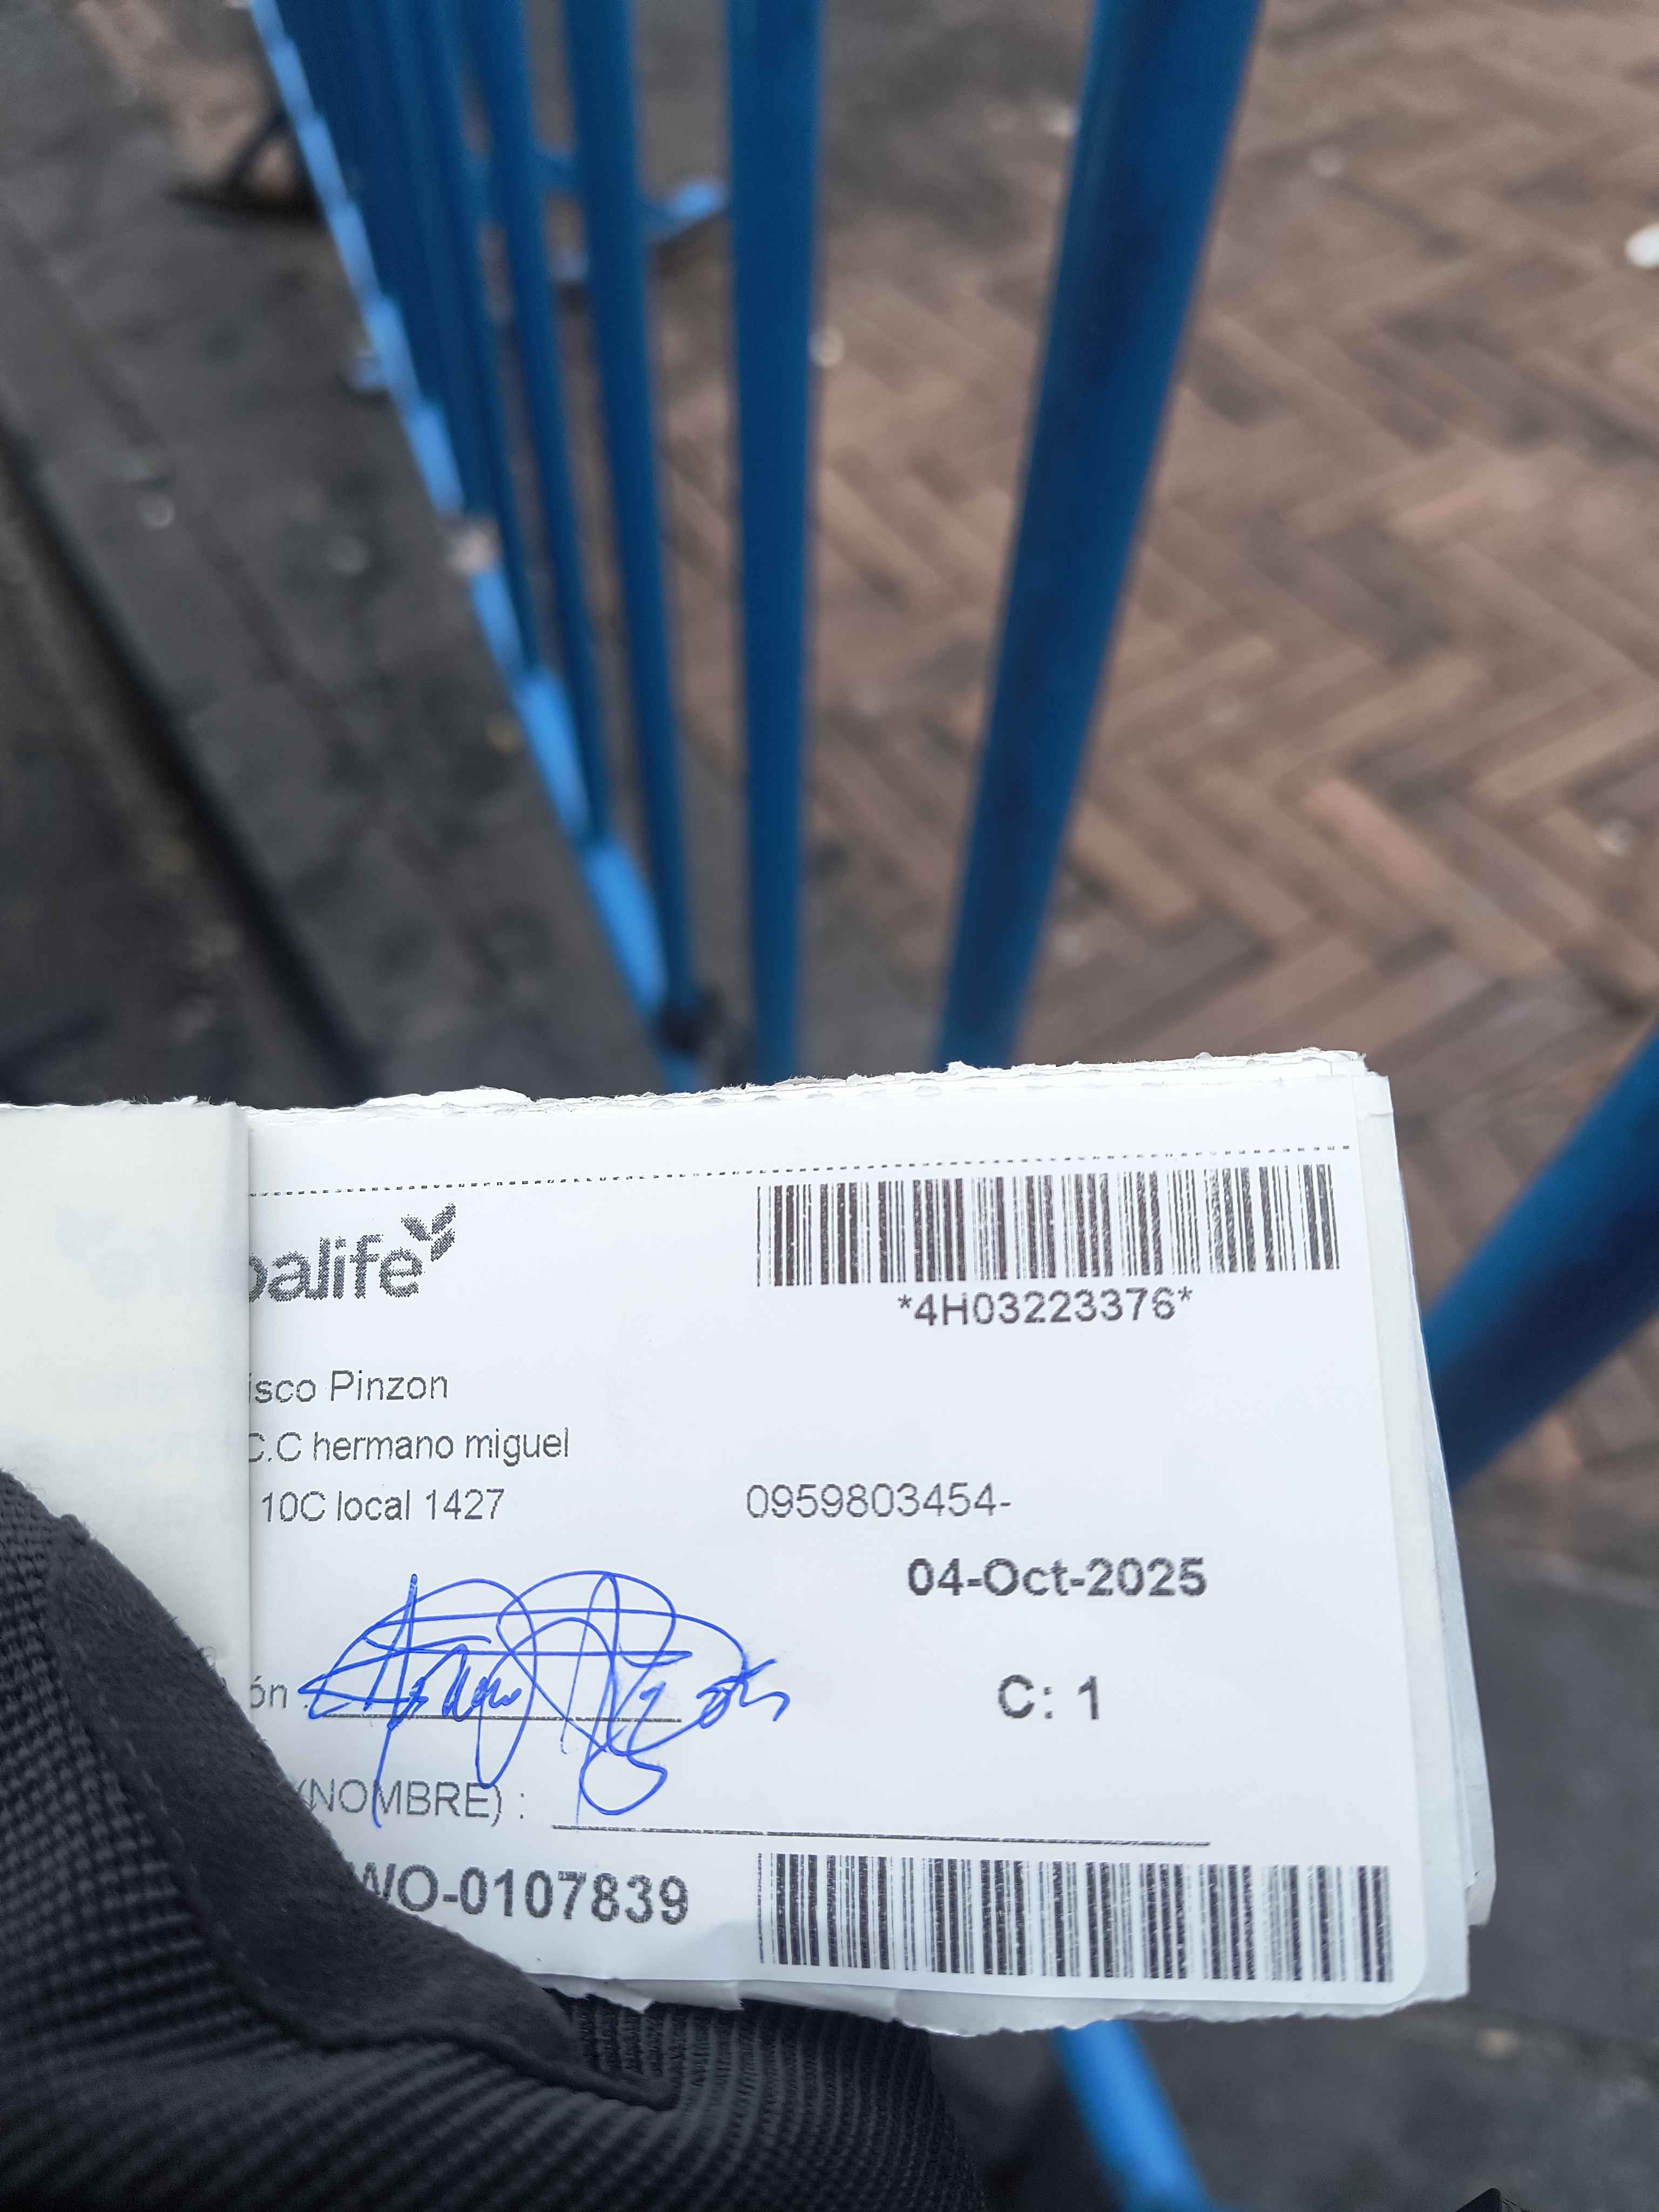 balife
*4H03223376*
isco Pinzon
C.C hermano miguel
10C local 1427
0959803454-
04-Oct-2025
ón
C: 1
(NOMBRE) :
WO-0107839